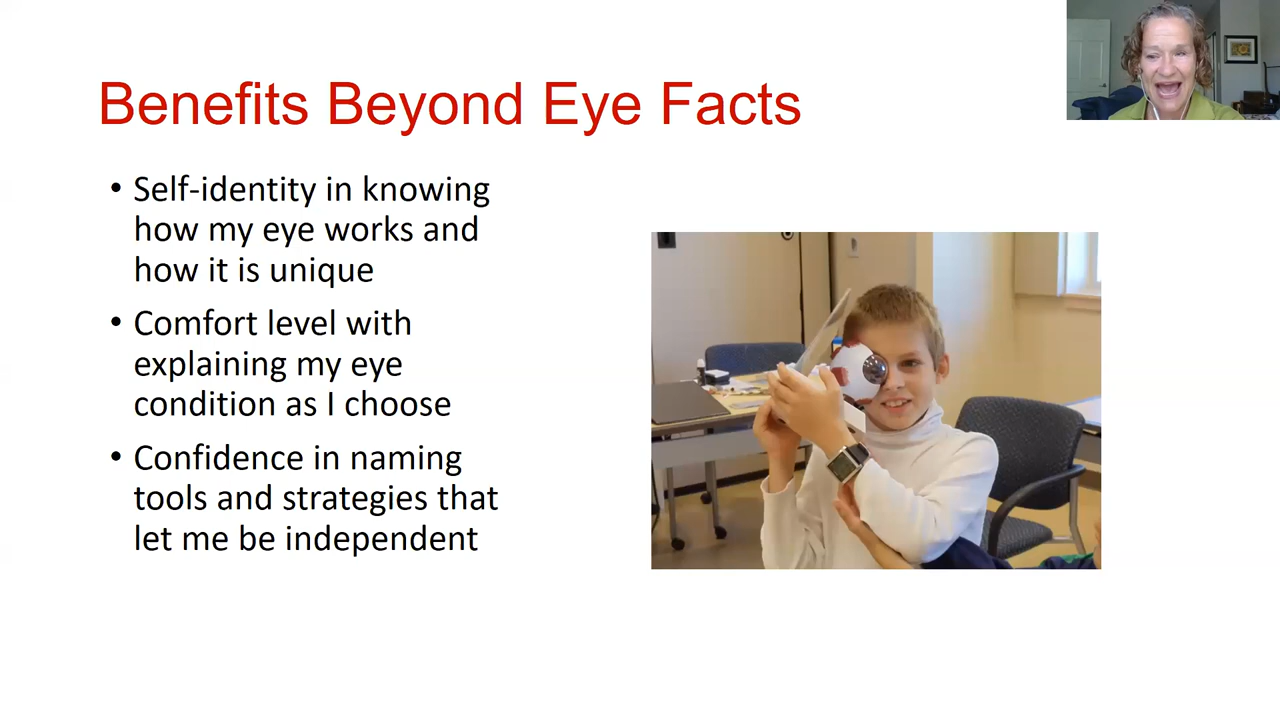 Benefits Beyond Eye Facts
• Self-identity in knowing
how my eye works and
how it is unique
• Comfort level with
explaining my eye
condition as I choose
• Confidence in naming
tools and strategies that
let me be independent